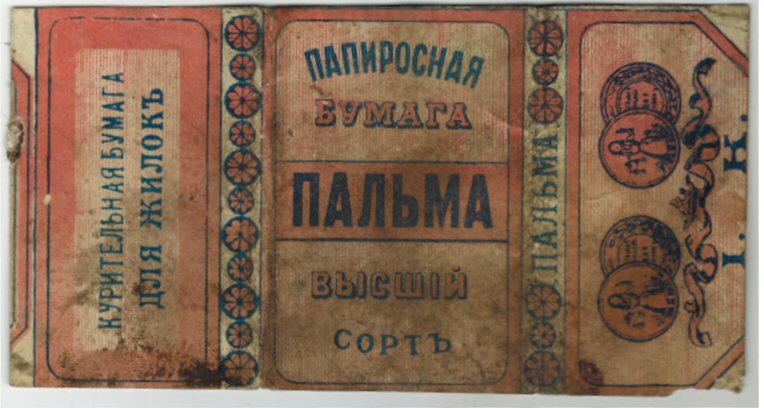 КУРИТЕЛЬНАЯ БУМАГА
ДЛЯ ЖИЛОКЪ
ПАПИРОСНАЯ
БУМАГА
ПАЛЬМА
ВЫСШІЙ
СОРТЪ
ПАЛЬМА
І. К.